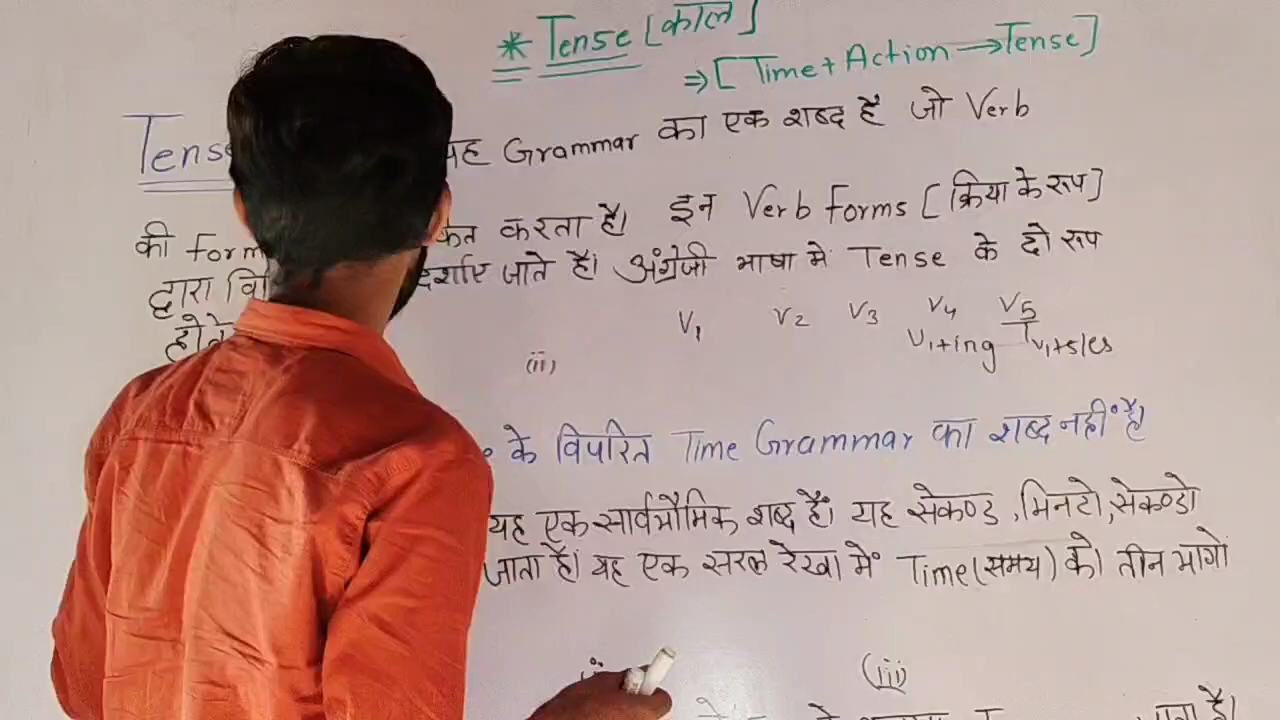 * Tense [काल]
⇒ [Time + Action → Tense]
Tense यह Grammar का एक शब्द है जो Verb
की form केत करता है। इन Verb forms [क्रिया के रूप]
द्वारा वि दर्शाए जाते है। अंग्रेजी भाषा में Tense के दो रूप
होते
V1 V2 V3 V4 V5
V1+ing V1+s/es
(ii)
के विपरित Time Grammar का शब्द नहीं है।
यह एक सार्वभौमिक शब्द है। यह सेकण्ड, मिनटो, सेकण्डो
जाता है। यह एक सरल रेखा में Time (समय) को तीन भागो
(iii)